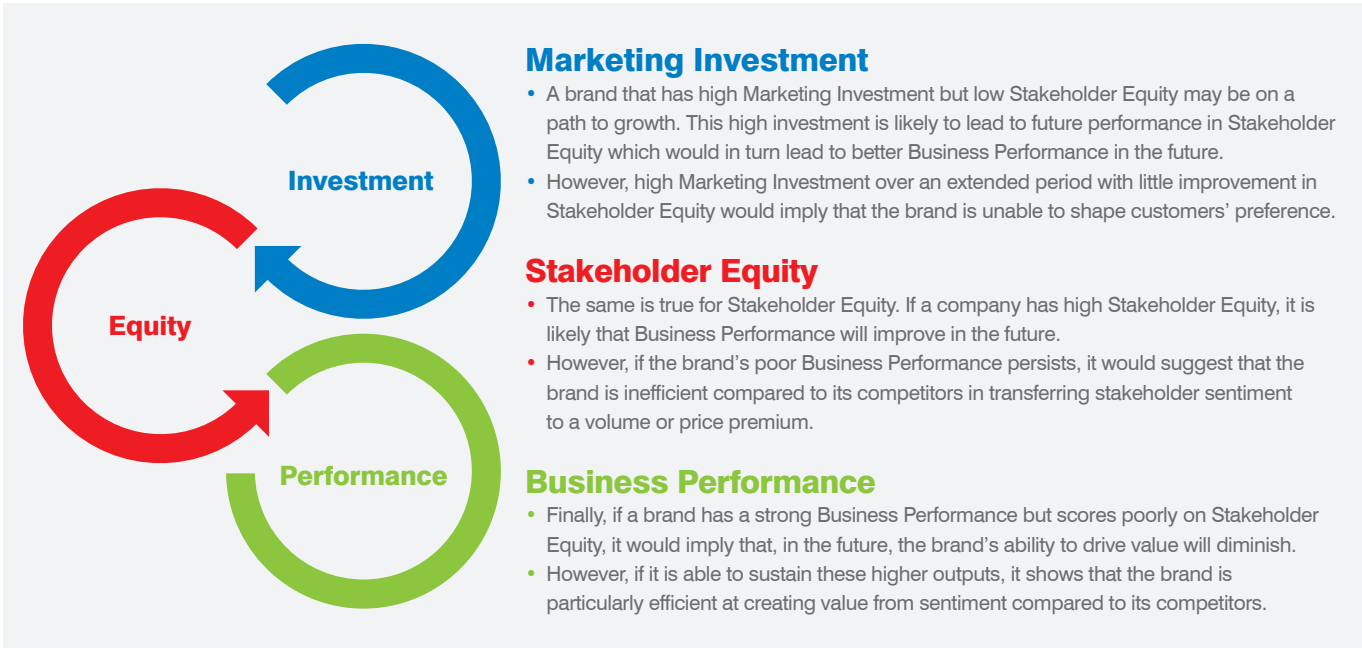 Investment
Equity
Performance
Marketing Investment
• A brand that has high Marketing Investment but low Stakeholder Equity may be on a
path to growth. This high investment is likely to lead to future performance in Stakeholder
Equity which would in turn lead to better Business Performance in the future.
• However, high Marketing Investment over an extended period with little improvement in
Stakeholder Equity would imply that the brand is unable to shape customers’ preference.
Stakeholder Equity
• The same is true for Stakeholder Equity. If a company has high Stakeholder Equity, it is
likely that Business Performance will improve in the future.
• However, if the brand’s poor Business Performance persists, it would suggest that the
brand is inefficient compared to its competitors in transferring stakeholder sentiment
to a volume or price premium.
Business Performance
• Finally, if a brand has a strong Business Performance but scores poorly on Stakeholder
Equity, it would imply that, in the future, the brand’s ability to drive value will diminish.
• However, if it is able to sustain these higher outputs, it shows that the brand is
particularly efficient at creating value from sentiment compared to its competitors.